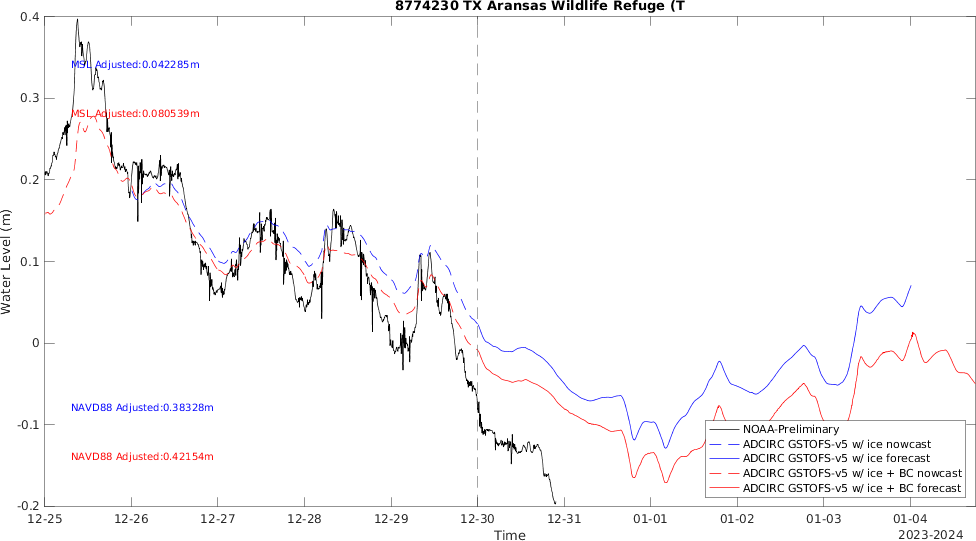 8774230 TX Aransas Wildlife Refuge (T
Water Level (m)
0.4
0.3
0.2
0.1
0
-0.1
-0.2
MSL Adjusted:0.042285m
MSL Adjusted:0.080539m
NAVD88 Adjusted:0.38328m
NAVD88 Adjusted:0.42154m
NOAA-Preliminary
ADCIRC GSTOFS-v5 w/ ice nowcast
ADCIRC GSTOFS-v5 w/ ice forecast
ADCIRC GSTOFS-v5 w/ ice + BC nowcast
ADCIRC GSTOFS-v5 w/ ice + BC forecast
12-25 12-26 12-27 12-28 12-29 12-30 12-31 01-01 01-02 01-03 01-04
Time
2023-2024